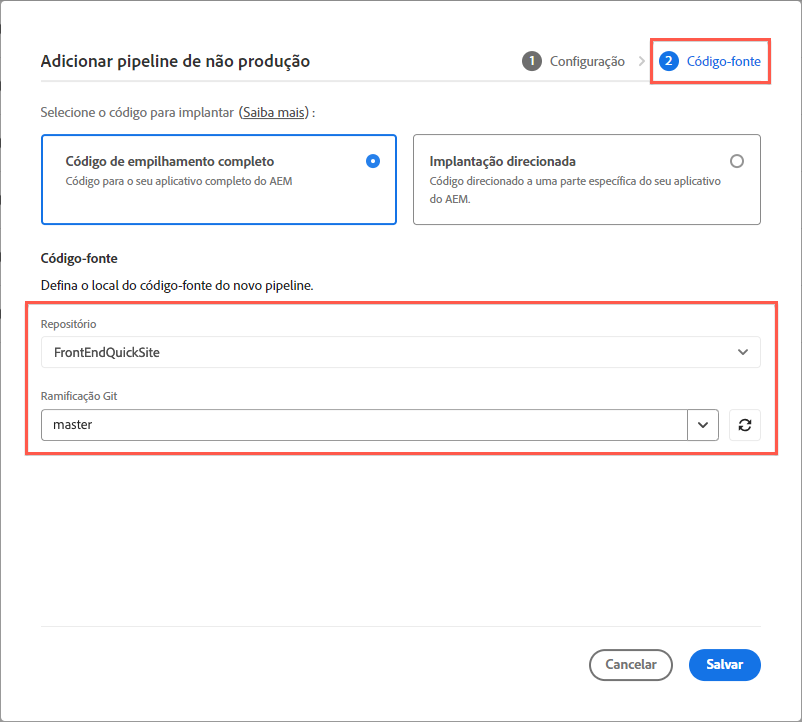 Adicionar pipeline de não produção
1 Configuração
2 Código-fonte
Selecione o código para implantar (Saiba mais) :
Código de empilhamento completo
Código para o seu aplicativo completo do AEM
Implantação direcionada
Código direcionado a uma parte específica do seu aplicativo
do AEM.
Código-fonte
Defina o local do código-fonte do novo pipeline.
Repositório
FrontEndQuickSite
Ramificação Git
master
Cancelar
Salvar